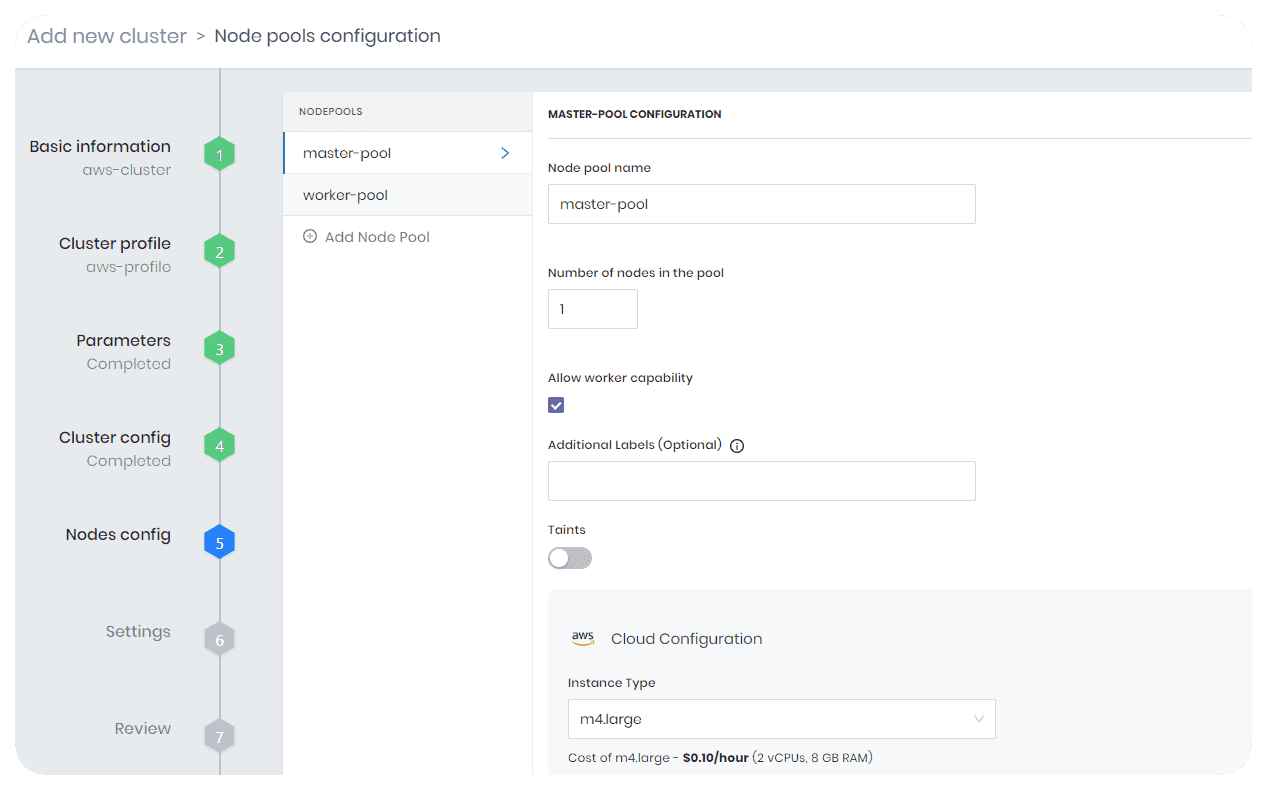 Add new cluster > Node pools configuration
Basic information
aws-cluster
1
Cluster profile
aws-profile
2
Parameters
Completed
3
Cluster config
Completed
4
Nodes config
5
Settings
6
Review
7
NODEPOOLS
master-pool
worker-pool
Add Node Pool
MASTER-POOL CONFIGURATION
Node pool name
master-pool
Number of nodes in the pool
1
Allow worker capability
Additional Labels (Optional)
Taints
aws Cloud Configuration
Instance Type
m4.large
Cost of m4.large - $0.10/hour (2 vCPUs, 8 GB RAM)